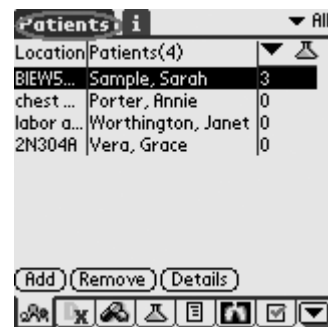 Patients i All
Location Patients(4)
BIEW5... Sample, Sarah 3
chest ... Porter, Annie 0
labor a... Worthington, Janet 0
2N304A Vera, Grace 0
Add Remove Details
Dx